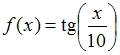 f(x) = tg(x/10)